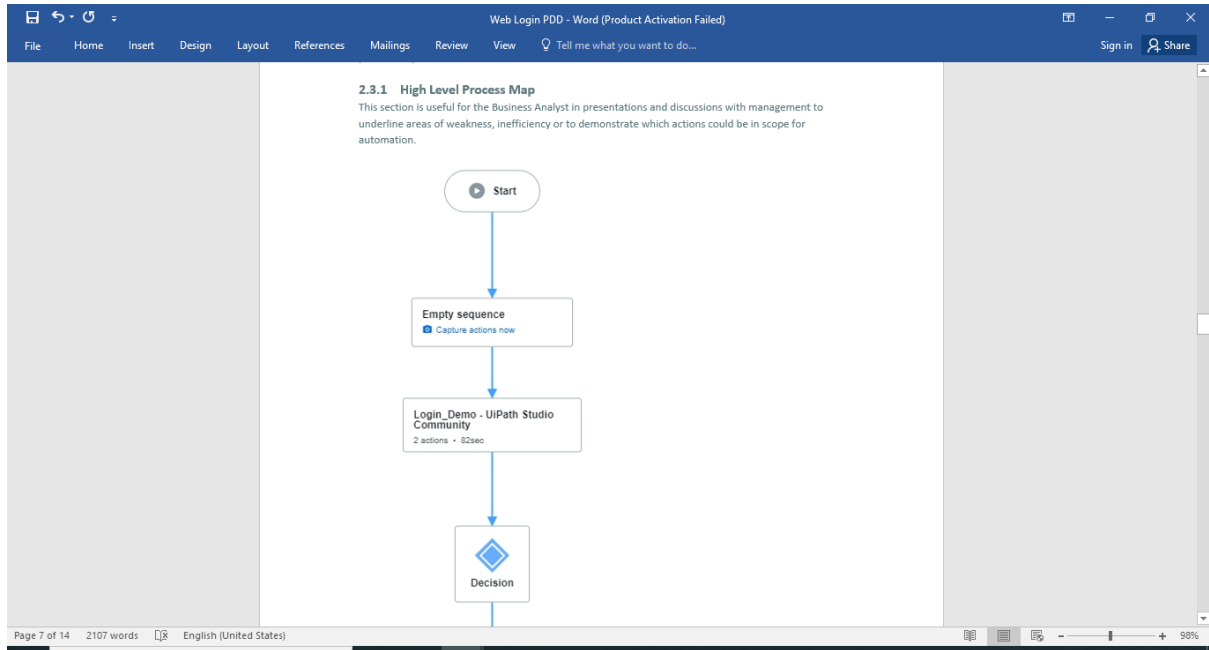 Web Login PDD - Word (Product Activation Failed)
File Home Insert Design Layout References Mailings Review View Tell me what you want to do... Sign in Share
2.3.1 High Level Process Map
This section is useful for the Business Analyst in presentations and discussions with management to
underline areas of weakness, inefficiency or to demonstrate which actions could be in scope for
automation.
Start
Empty sequence
Capture actions now
Login_Demo - UiPath Studio
Community
2 actions • 82sec
Decision
Page 7 of 14 2107 words English (United States) 98%